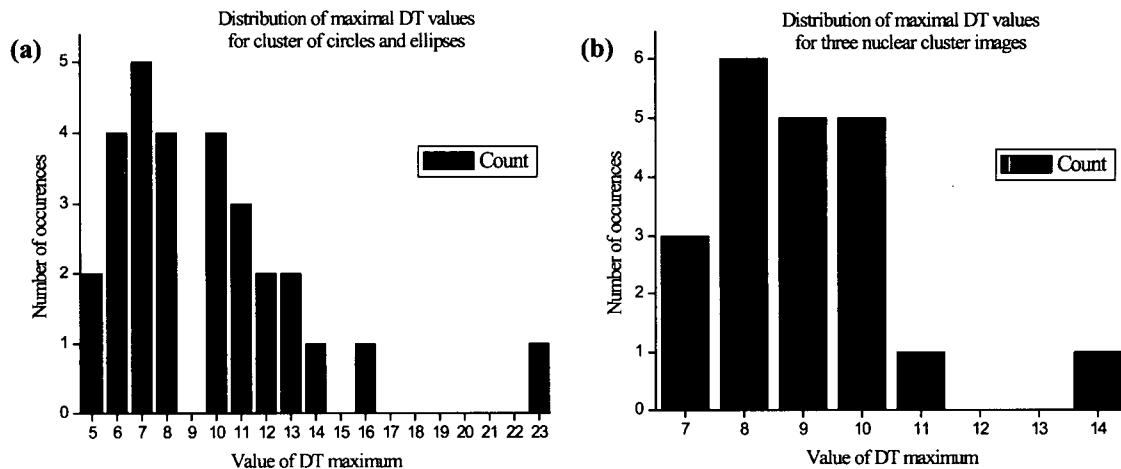 (a)
Distribution of maximal DT values
for cluster of circles and ellipses
5
4
3
2
1
0
Number of occurences
Count
5 6 7 8 9 10 11 12 13 14 15 16 17 18 19 20 21 22 23
Value of DT maximum
(b)
Distribution of maximal DT values
for three nuclear cluster images
6
5
4
3
2
1
0
Number of occurences
Count
7 8 9 10 11 12 13 14
Value of DT maximum